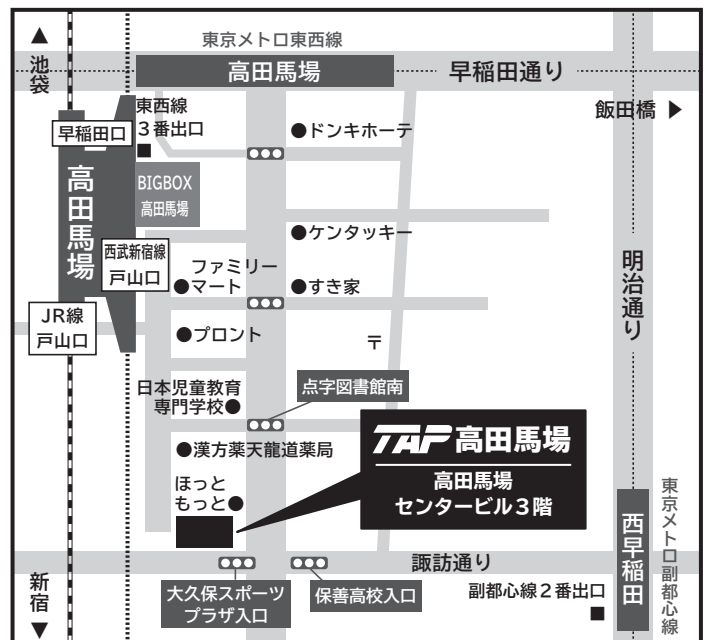 ▲
池袋
東京メトロ東西線
高田馬場
早稲田通り
飯田橋 ▶
東西線
3番出口
■
早稲田口
●ドンキホーテ
高田馬場
BIGBOX
高田馬場
西武新宿線
戸山口
●ケンタッキー
ファミリー
●マート
●すき家
明治通り
JR線
戸山口
●プロント
〒
日本児童教育
専門学校●
点字図書館南
●漢方薬天龍道薬局
TAP 高田馬場
高田馬場
センタービル3階
ほっと
もっと●
諏訪通り
大久保スポーツ
プラザ入口
保善高校入口
副都心線2番出口
■
西早稲田
東京メトロ副都心線
新宿
▼